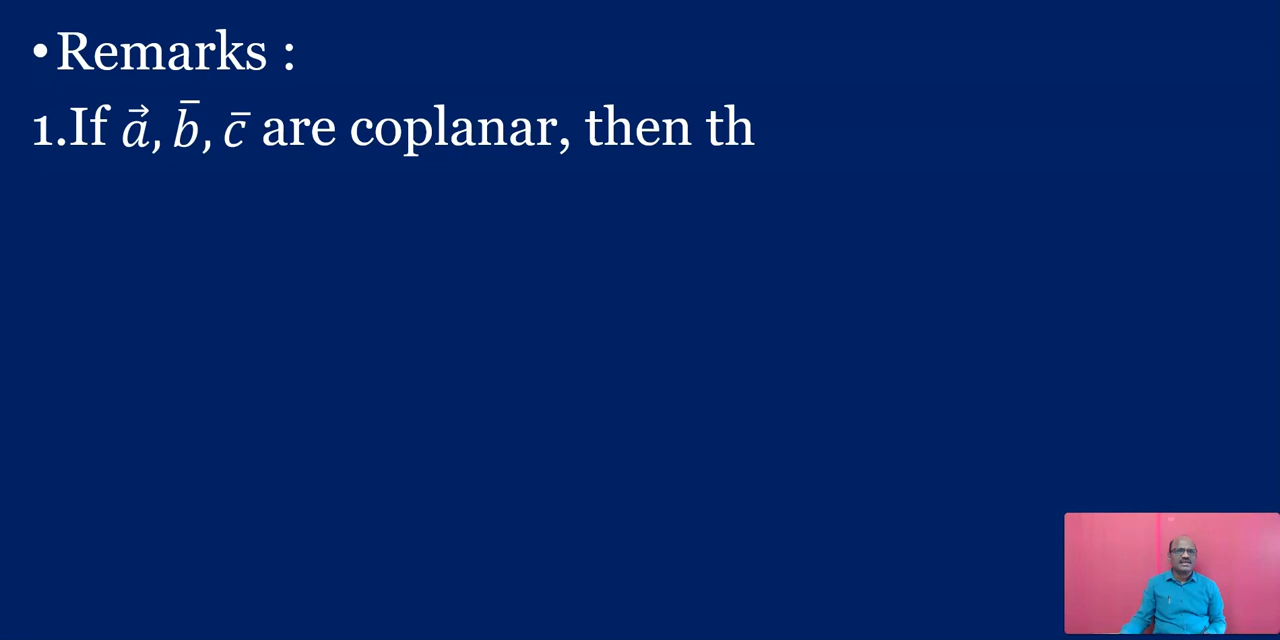 •Remarks :
1.If a⃗, b̄, c̄ are coplanar, then th